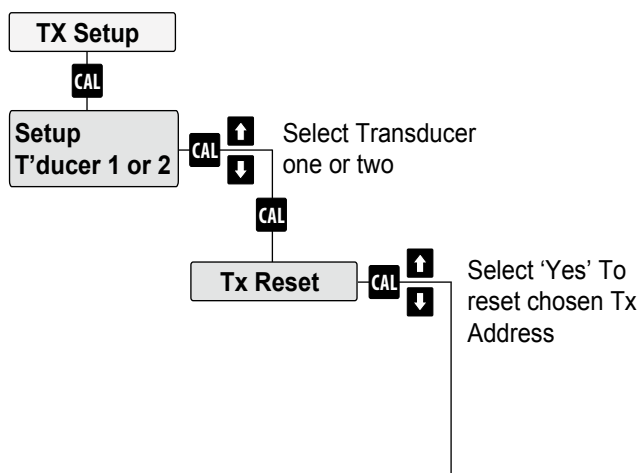 TX Setup
CAL
Setup
T'ducer 1 or 2
CAL
Select Transducer
one or two
CAL
Tx Reset
CAL
Select ‘Yes’ To
reset chosen Tx
Address